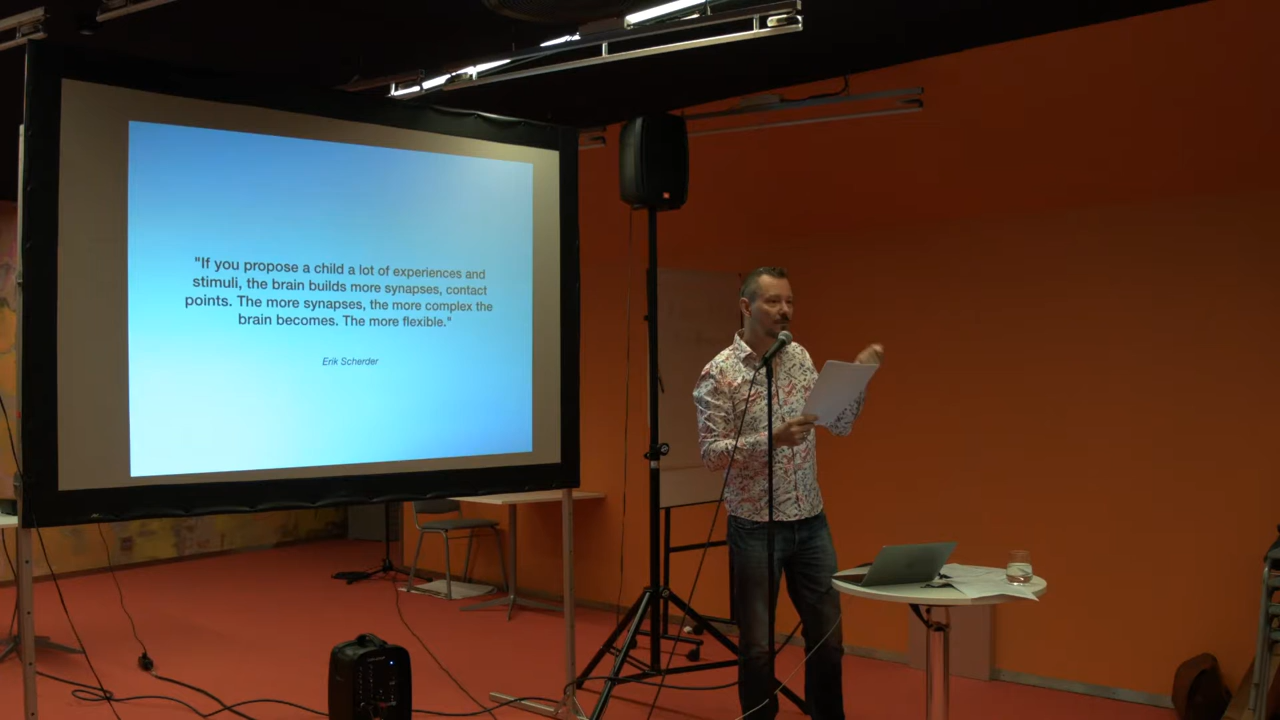 "If you propose a child a lot of experiences and
stimuli, the brain builds more synapses, contact
points. The more synapses, the more complex the
brain becomes. The more flexible."
Erik Scherder